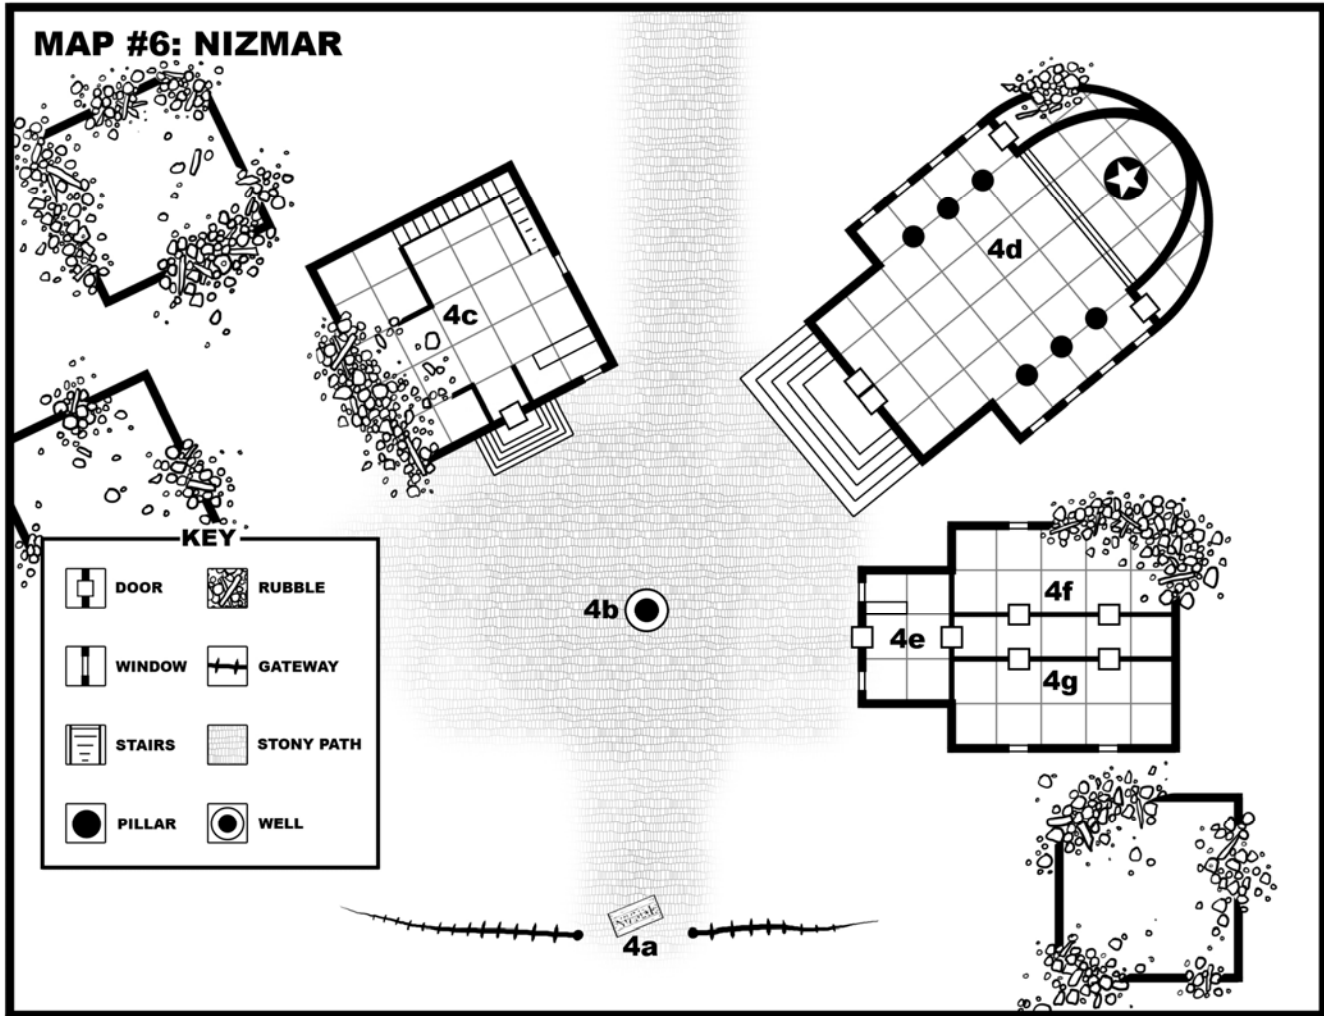 MAP #6: NIZMAR
4c
4d
4b
4e
4f
4g
4a
KEY
DOOR
RUBBLE
WINDOW
GATEWAY
STAIRS
STONY PATH
PILLAR
WELL